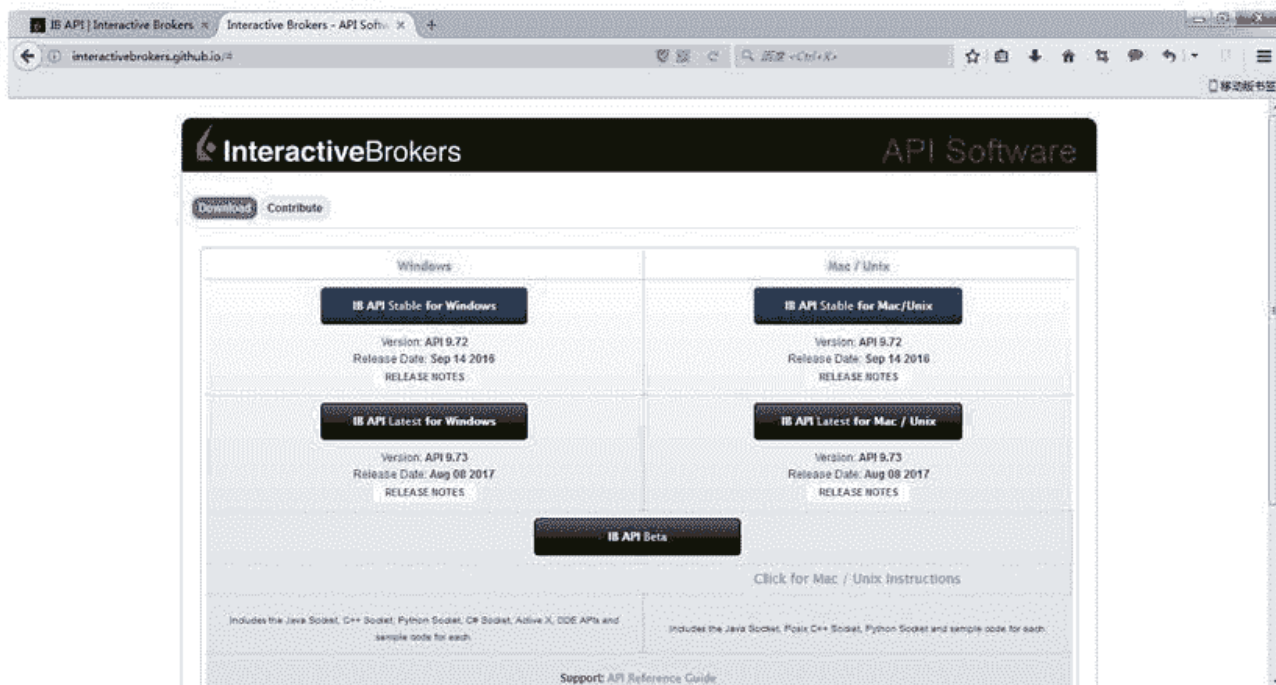 IB API | Interactive Brokers
Interactive Brokers - API Softw
interactivebrokers.github.io/#
百度 <Ctrl+K>
移动版书签
InteractiveBrokers
API Software
Download Contribute
Windows
Mac / Unix
IB API Stable for Windows
IB API Stable for Mac/Unix
Version: API 9.72
Version: API 9.72
Release Date: Sep 14 2016
Release Date: Sep 14 2016
RELEASE NOTES
RELEASE NOTES
IB API Latest for Windows
IB API Latest for Mac / Unix
Version: API 9.73
Version: API 9.73
Release Date: Aug 08 2017
Release Date: Aug 08 2017
RELEASE NOTES
RELEASE NOTES
IB API Beta
Click for Mac / Unix Instructions
Includes the Java Socket, C++ Socket, Python Socket, C# Socket, Active X, DDE APIs and
sample code for each
Includes the Java Socket, Posix C++ Socket, Python Socket and sample code for each
Support: API Reference Guide